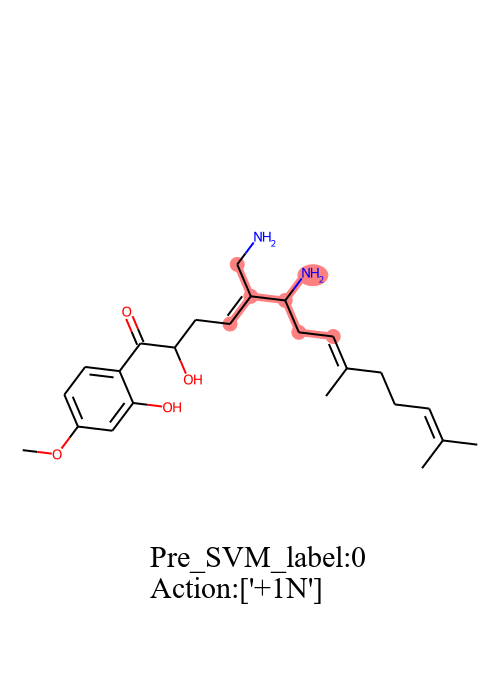 NH2
NH2
O
OH
OH
O
Pre_SVM_label:0
Action:['+1N']